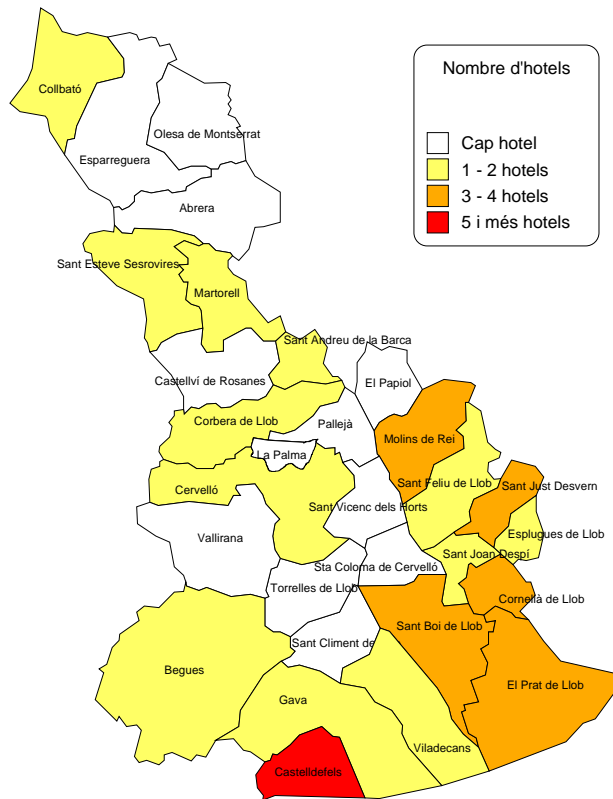 Nombre d'hotels
Cap hotel
1 - 2 hotels
3 - 4 hotels
5 i més hotels
Collbató
Olesa de Montserrat
Esparreguera
Abrera
Sant Esteve Sesrovires
Martorell
Sant Andreu de la Barca
Castellví de Rosanes
El Papiol
Corbera de Llob
Pallejà
Molins de Rei
La Palma
Cervelló
Sant Feliu de Llob
Sant Just Desvern
Sant Vicenc dels Horts
Esplugues de Llob
Vallirana
Sant Joan Despí
Sta Coloma de Cervelló
Torrelles de Llob
Cornellà de Llob
Sant Boi de Llob
Sant Climent de
Begues
El Prat de Llob
Gava
Viladecans
Castelldefels